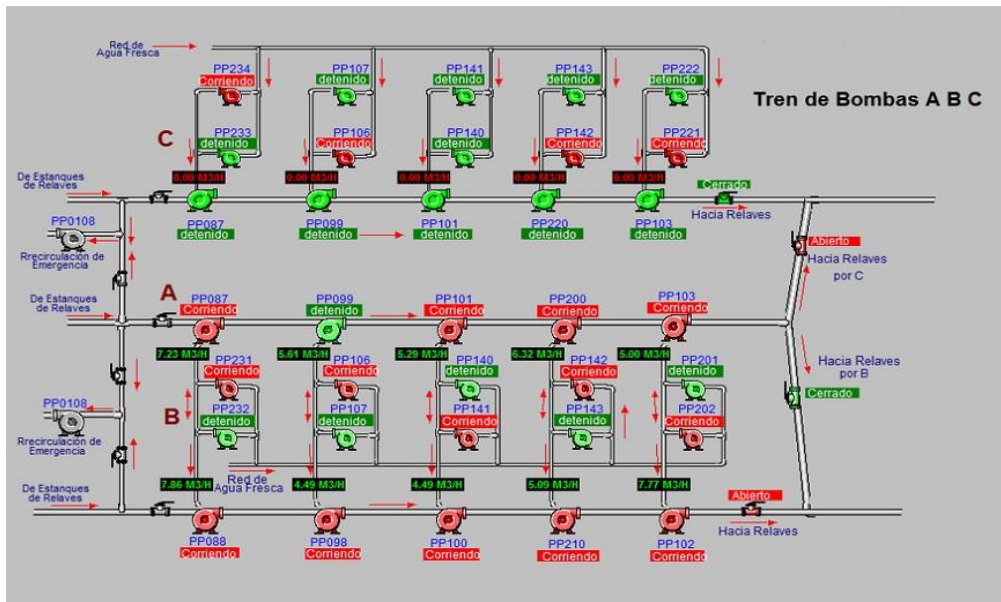 Red de
Agua Fresca
PP234
Corriendo
PP107
detenido
PP141
detenido
PP143
detenido
PP222
detenido
Tren de Bombas A B C
C
PP233
detenido
PP106
Corriendo
PP140
detenido
PP142
Corriendo
PP221
Corriendo
De Estanques
de Relaves
0.00 M3/H
0.00 M3/H
0.00 M3/H
0.00 M3/H
0.00 M3/H
Cerrado
Hacia Relaves
PP0108
PP087
detenido
PP099
detenido
PP101
detenido
PP220
detenido
PP103
detenido
Rrecirculación de
Emergencia
Abierto
Hacia Relaves
por C
De Estanques
de Relaves
A
PP087
Corriendo
PP099
detenido
PP101
Corriendo
PP200
Corriendo
PP103
Corriendo
7.23 M3/H
5.61 M3/H
5.29 M3/H
6.32 M3/H
5.00 M3/H
PP231
Corriendo
PP106
Corriendo
PP140
detenido
PP142
Corriendo
PP201
detenido
Hacia Relaves
por B
Cerrado
PP0108
B
PP232
detenido
PP107
detenido
PP141
Corriendo
PP143
detenido
PP202
Corriendo
Rrecirculación de
Emergencia
Red de
Agua Fresca
De Estanques
de Relaves
7.86 M3/H
4.49 M3/H
4.49 M3/H
5.09 M3/H
7.77 M3/H
Abierto
Hacia Relaves
PP088
Corriendo
PP098
Corriendo
PP100
Corriendo
PP210
Corriendo
PP102
Corriendo